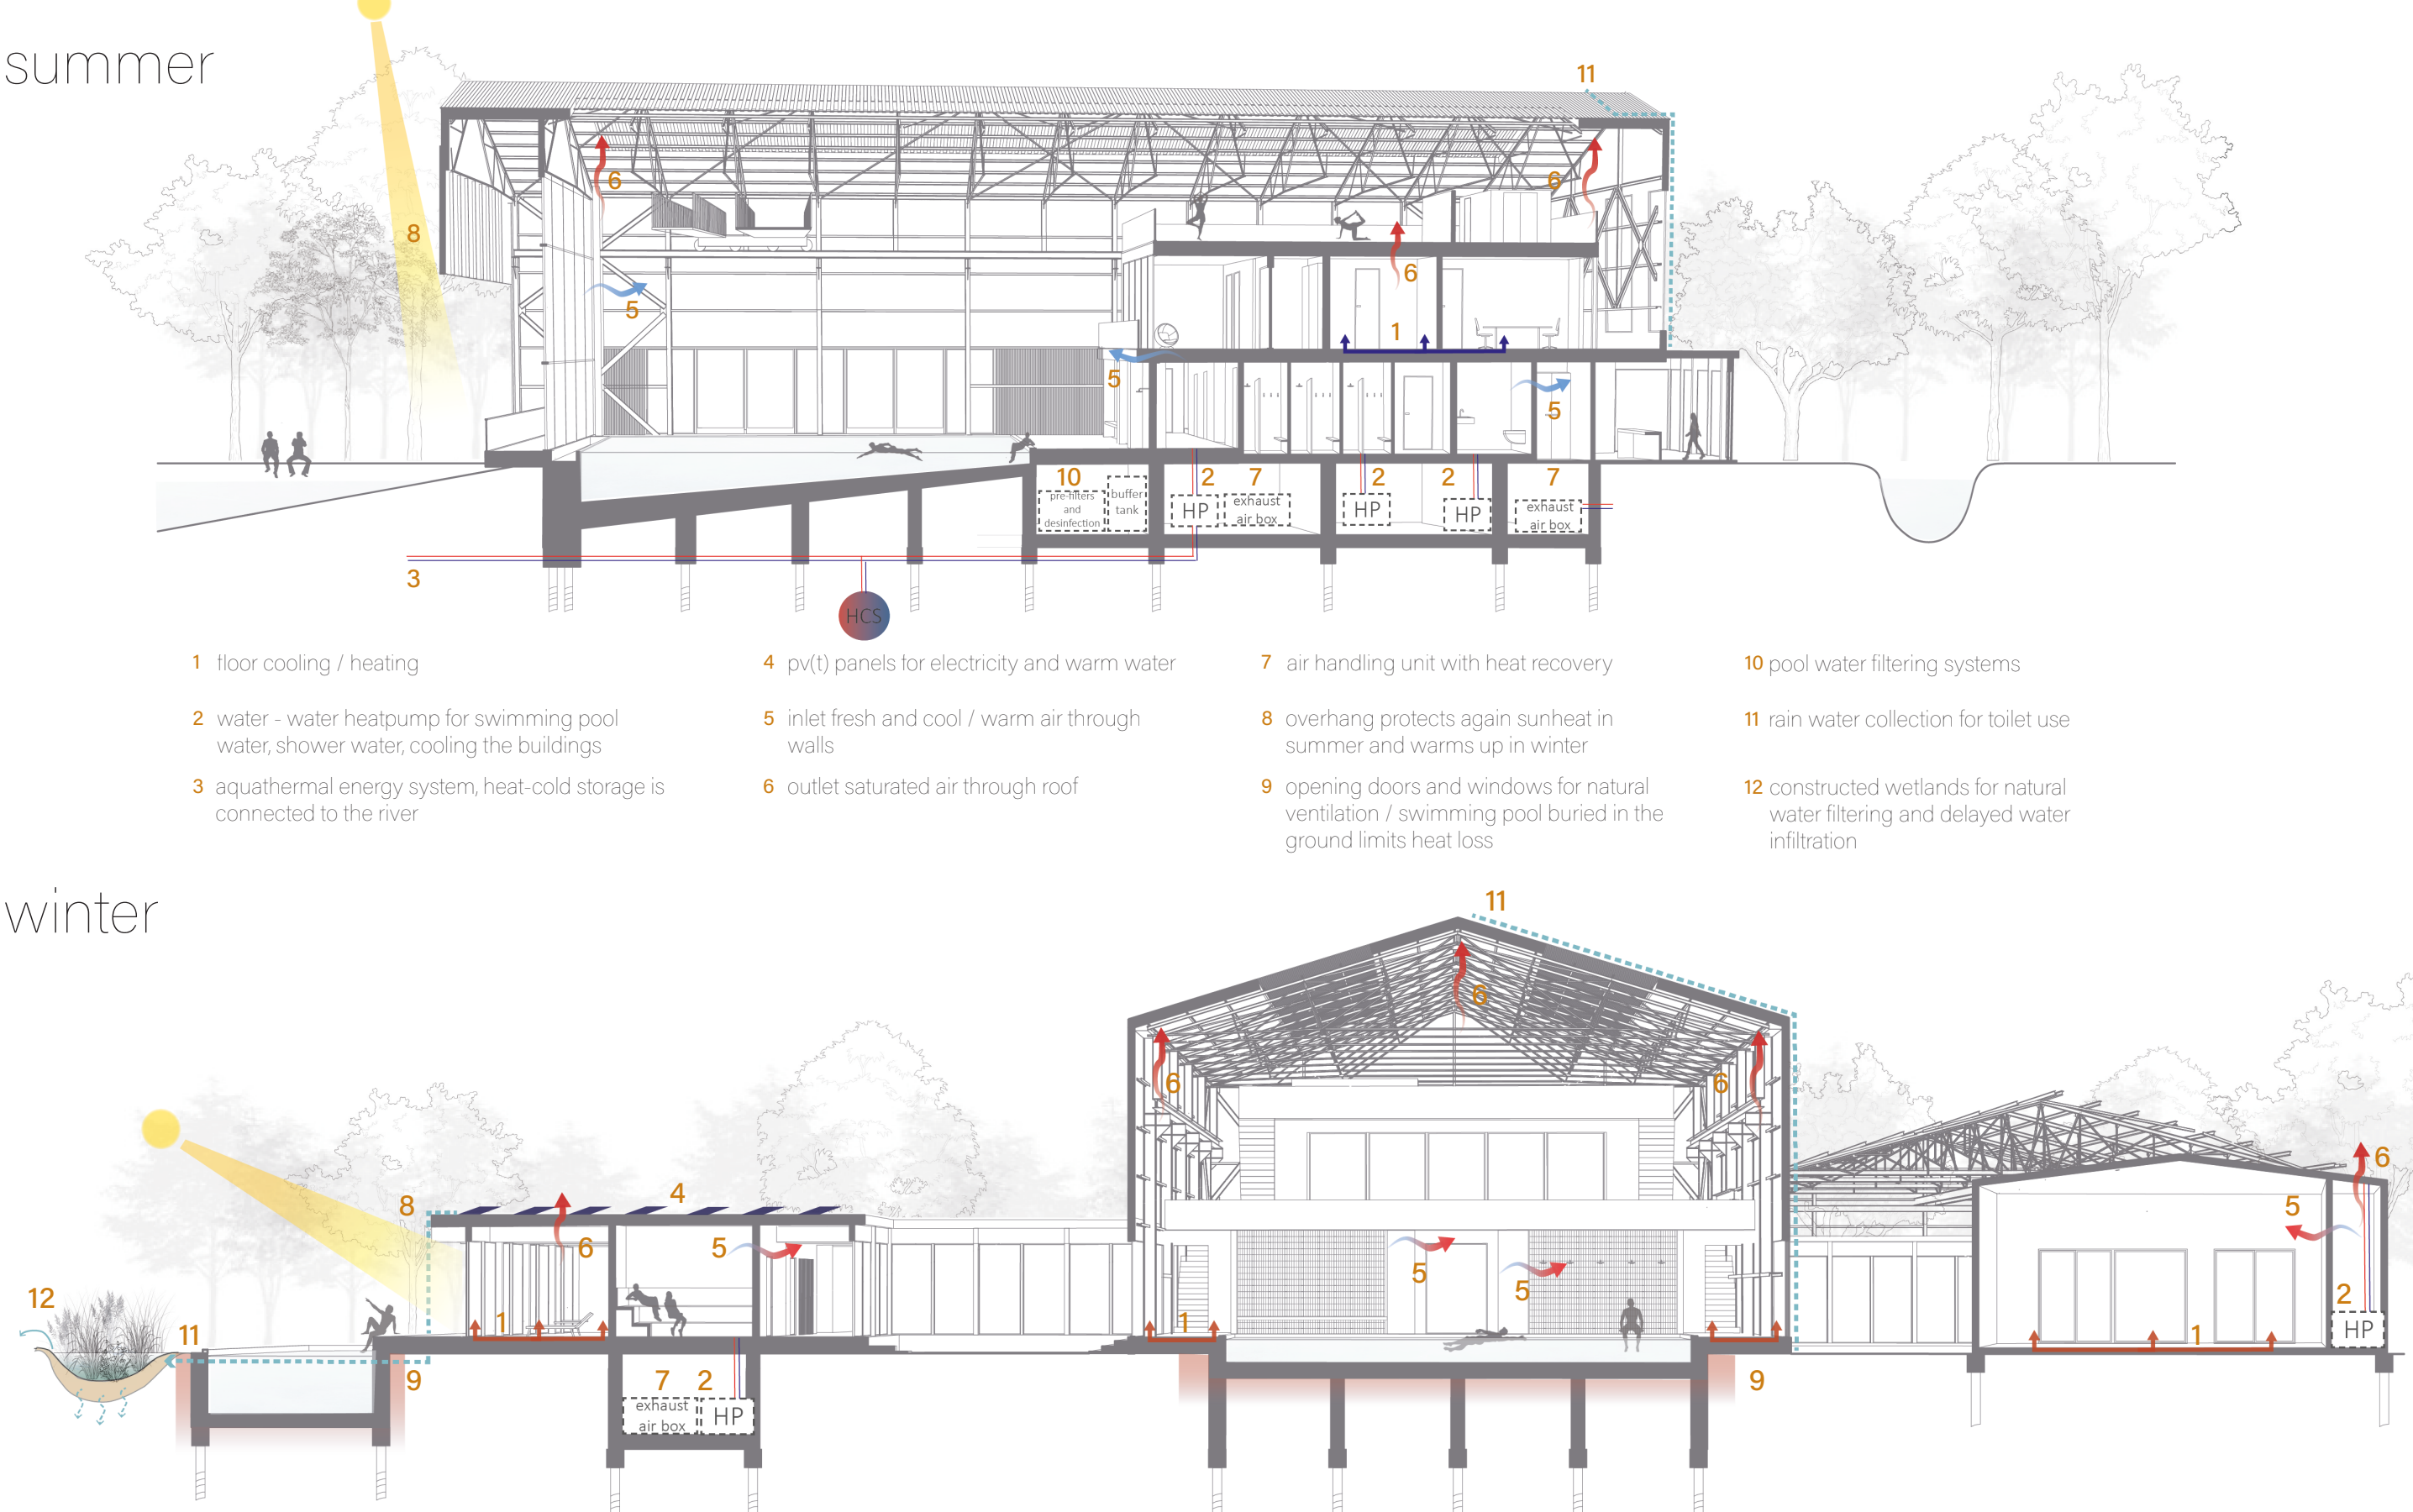 summer
11
6
6
8
6
5
1
5
5
10
2
7
2
2
7
pre-filters
and
desinfection
buffer
tank
HP
exhaust
air box
HP
HP
exhaust
air box
3
HCS
1 floor cooling / heating
2 water - water heatpump for swimming pool
water, shower water, cooling the buildings
3 aquathermal energy system, heat-cold storage is
connected to the river
4 pv(t) panels for electricity and warm water
5 inlet fresh and cool / warm air through
walls
6 outlet saturated air through roof
7 air handling unit with heat recovery
8 overhang protects again sunheat in
summer and warms up in winter
9 opening doors and windows for natural
ventilation / swimming pool buried in the
ground limits heat loss
10 pool water filtering systems
11 rain water collection for toilet use
12 constructed wetlands for natural
water filtering and delayed water
infiltration
winter
11
6
6
6
6
8
4
5
6
5
5
5
12
11
1
1
2
HP
1
9
7
2
9
exhaust
air box
HP